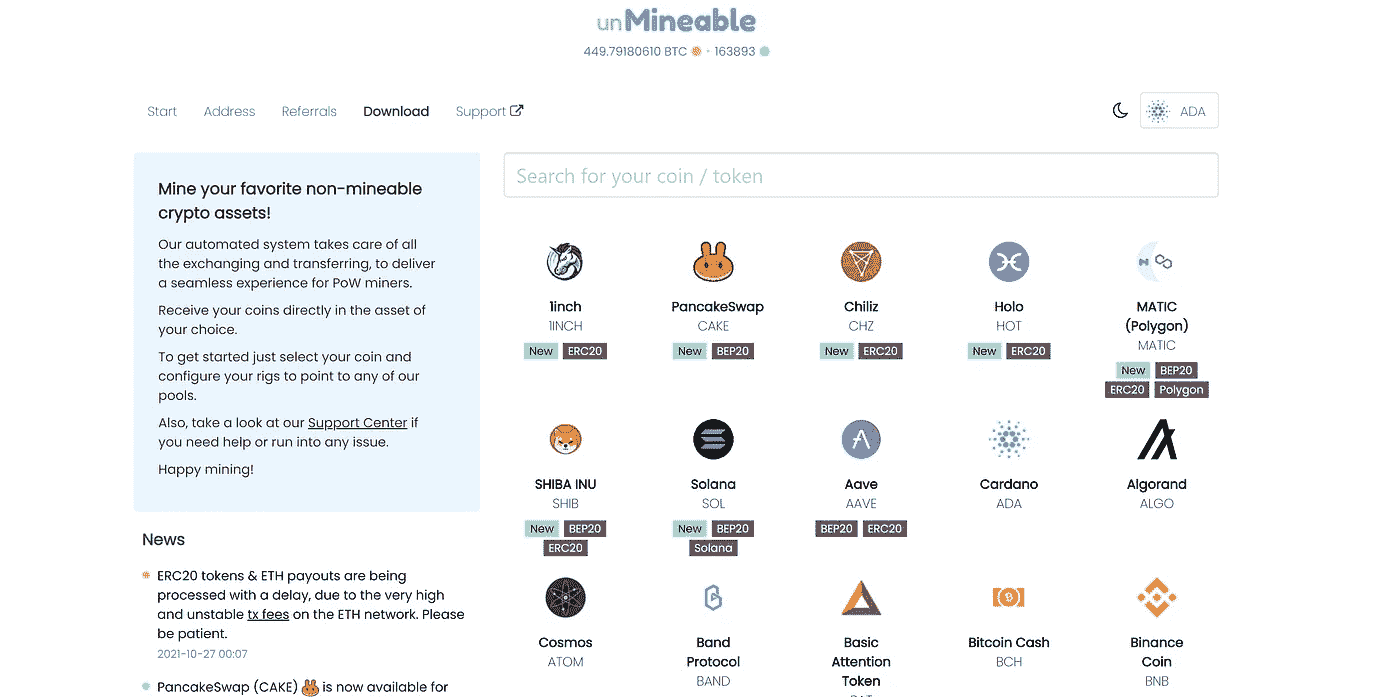 unMineable
449.79180610 BTC · 163893
Start Address Referrals Download Support
ADA
Mine your favorite non-mineable
crypto assets!
Our automated system takes care of all
the exchanging and transferring, to deliver
a seamless experience for PoW miners.
Receive your coins directly in the asset of
your choice.
To get started just select your coin and
configure your rigs to point to any of our
pools.
Also, take a look at our Support Center if
you need help or run into any issue.
Happy mining!
News
ERC20 tokens & ETH payouts are being
processed with a delay, due to the very high
and unstable tx fees on the ETH network. Please
be patient.
2021-10-27 00:07
PancakeSwap (CAKE) is now available for
Search for your coin / token
1inch
1INCH
New ERC20
PancakeSwap
CAKE
New BEP20
Chiliz
CHZ
New ERC20
Holo
HOT
New ERC20
MATIC
(Polygon)
MATIC
New BEP20
ERC20 Polygon
SHIBA INU
SHIB
New BEP20
ERC20
Solana
SOL
New BEP20
Solana
Aave
AAVE
BEP20 ERC20
Cardano
ADA
Algorand
ALGO
Cosmos
ATOM
Band
Protocol
BAND
Basic
Attention
Token
Bitcoin Cash
BCH
Binance
Coin
BNB